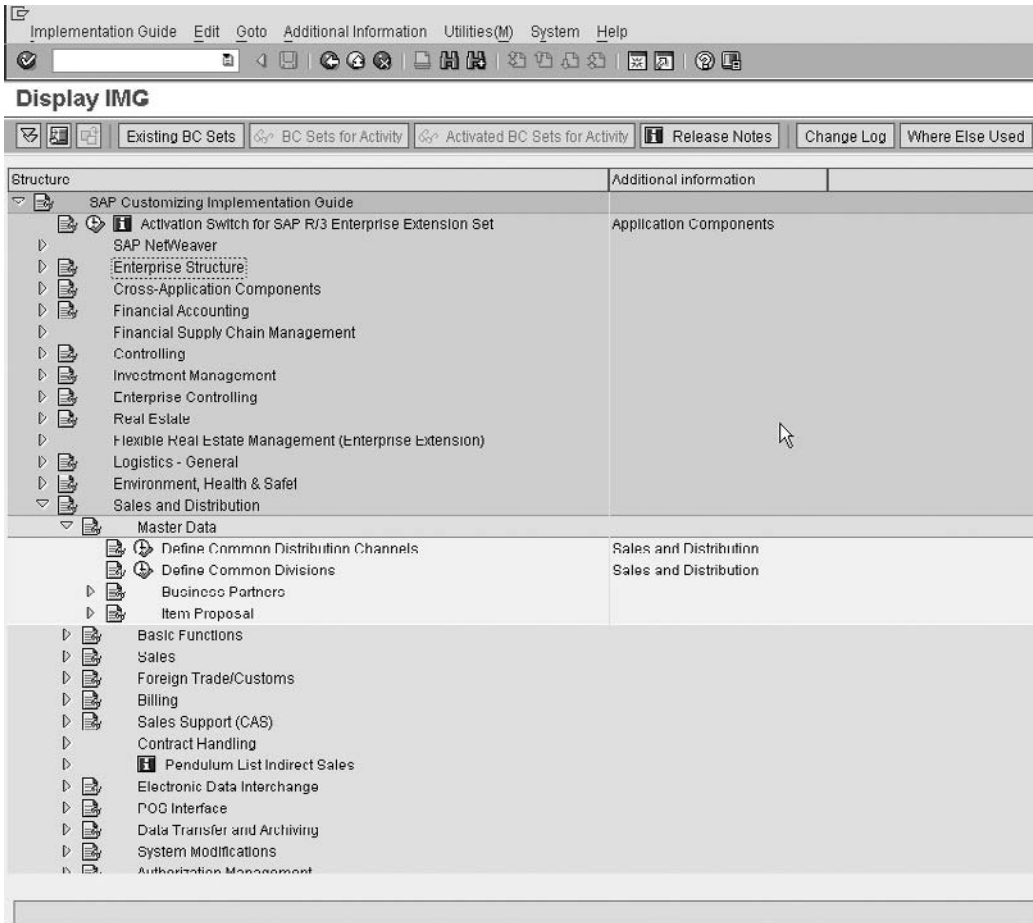 Implementation Guide Edit Goto Additional Information Utilities(M) System Help
Display IMG
Existing BC Sets BC Sets for Activity Activated BC Sets for Activity Release Notes Change Log Where Else Used
Structure Additional information
SAP Customizing Implementation Guide
Activation Switch for SAP R/3 Enterprise Extension Set Application Components
SAP NetWeaver
Enterprise Structure
Cross-Application Components
Financial Accounting
Financial Supply Chain Management
Controlling
Investment Management
Enterprise Controlling
Real Estate
Flexible Real Estate Management (Enterprise Extension)
Logistics - General
Environment, Health & Safet
Sales and Distribution
Master Data
Define Common Distribution Channels Sales and Distribution
Define Common Divisions Sales and Distribution
Business Partners
Item Proposal
Basic Functions
Sales
Foreign Trade/Customs
Billing
Sales Support (CAS)
Contract Handling
Pendulum List Indirect Sales
Electronic Data Interchange
POS Interface
Data Transfer and Archiving
System Modifications
Authorization Management